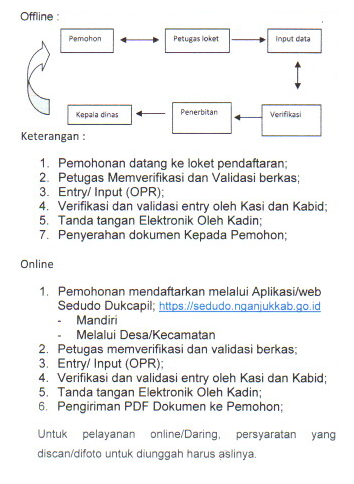 Offline :
Pemohon
Petugas loket
Input data
Kepala dinas
Penerbitan
Verifikasi
Keterangan :
1. Pemohonan datang ke loket pendaftaran;
2. Petugas Memverifikasi dan Validasi berkas;
3. Entry/ Input (OPR);
4. Verifikasi dan validasi entry oleh Kasi dan Kabid;
5. Tanda tangan Elektronik Oleh Kadin;
7. Penyerahan dokumen Kepada Pemohon;
Online
1. Pemohonan mendaftarkan melalui Aplikasi/web
Sedudo Dukcapil; https://sedudo.nganjukkab.go.id
- Mandiri
- Melalui Desa/Kecamatan
2. Petugas memverifikasi dan validasi berkas;
3. Entry/ Input (OPR);
4. Verifikasi dan validasi entry oleh Kasi dan Kabid;
5. Tanda tangan Elektronik Oleh Kadin;
6. Pengiriman PDF Dokumen ke Pemohon;
Untuk pelayanan online/Daring, persyaratan yang
discan/difoto untuk diunggah harus aslinya.